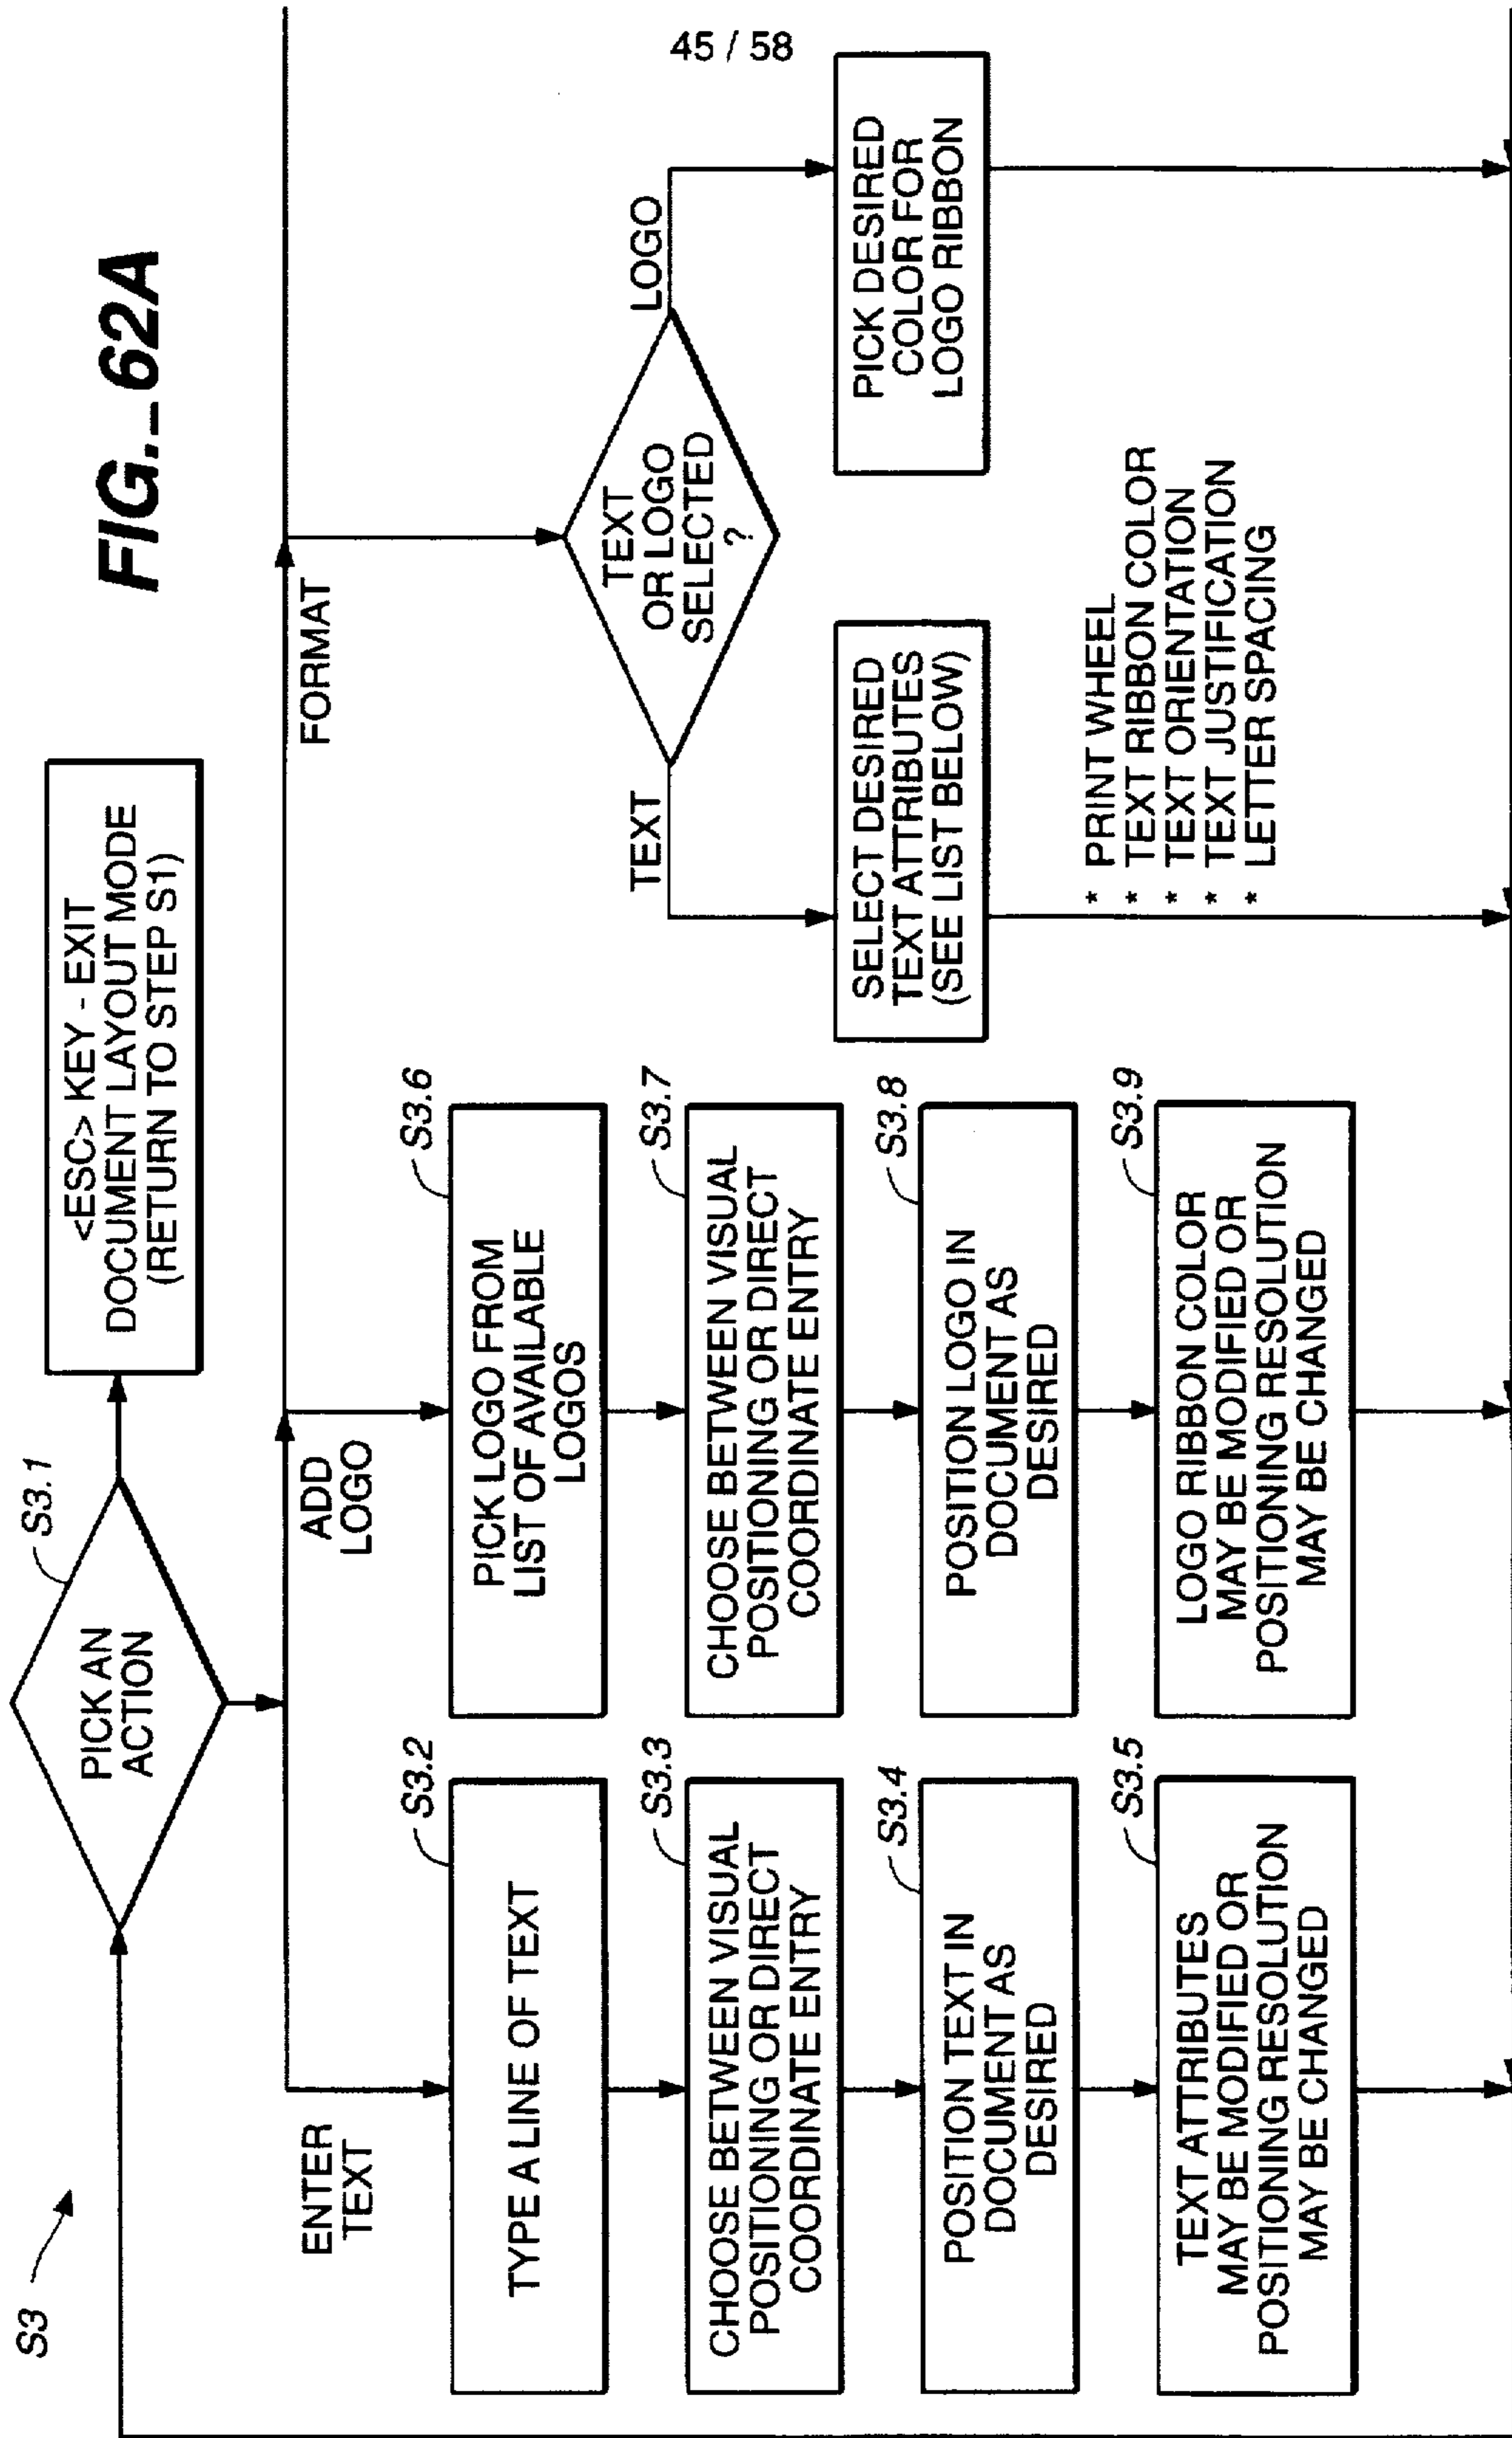 45 / 58
FIG._62A
S3
S3.1
PICK AN
ACTION
<ESC> KEY - EXIT
DOCUMENT LAYOUT MODE
(RETURN TO STEP S1)
ENTER
TEXT
ADD
LOGO
FORMAT
S3.2
TYPE A LINE OF TEXT
S3.3
CHOOSE BETWEEN VISUAL
POSITIONING OR DIRECT
COORDINATE ENTRY
S3.4
POSITION TEXT IN
DOCUMENT AS
DESIRED
S3.5
TEXT ATTRIBUTES
MAY BE MODIFIED OR
POSITIONING RESOLUTION
MAY BE CHANGED
S3.6
PICK LOGO FROM
LIST OF AVAILABLE
LOGOS
S3.7
CHOOSE BETWEEN VISUAL
POSITIONING OR DIRECT
COORDINATE ENTRY
S3.8
POSITION LOGO IN
DOCUMENT AS
DESIRED
S3.9
LOGO RIBBON COLOR
MAY BE MODIFIED OR
POSITIONING RESOLUTION
MAY BE CHANGED
TEXT
OR LOGO
SELECTED
?
TEXT
LOGO
SELECT DESIRED
TEXT ATTRIBUTES
(SEE LIST BELOW)
* PRINT WHEEL
* TEXT RIBBON COLOR
* TEXT ORIENTATION
* TEXT JUSTIFICATION
* LETTER SPACING
PICK DESIRED
COLOR FOR
LOGO RIBBON